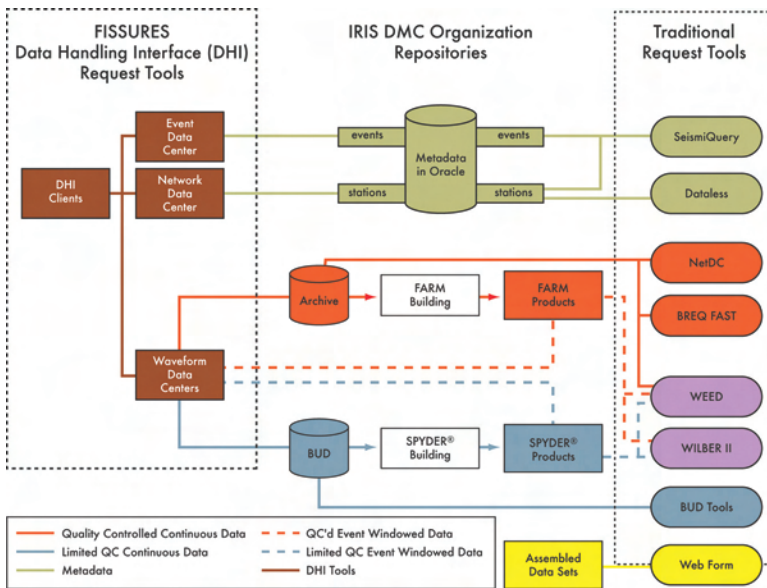 FISSURES
Data Handling Interface (DHI)
Request Tools
IRIS DMC Organization
Repositories
Traditional
Request Tools
Event
Data
Center
events
events
Metadata
in Oracle
SeismiQuery
DHI
Clients
Network
Data
Center
stations
stations
Dataless
NetDC
Archive
FARM
Building
FARM
Products
BREQ FAST
Waveform
Data
Centers
WEED
BUD
SPYDER®
Building
SPYDER®
Products
WILBER II
BUD Tools
Quality Controlled Continuous Data
QC'd Event Windowed Data
Limited QC Continuous Data
Limited QC Event Windowed Data
Metadata
DHI Tools
Assembled
Data Sets
Web Form